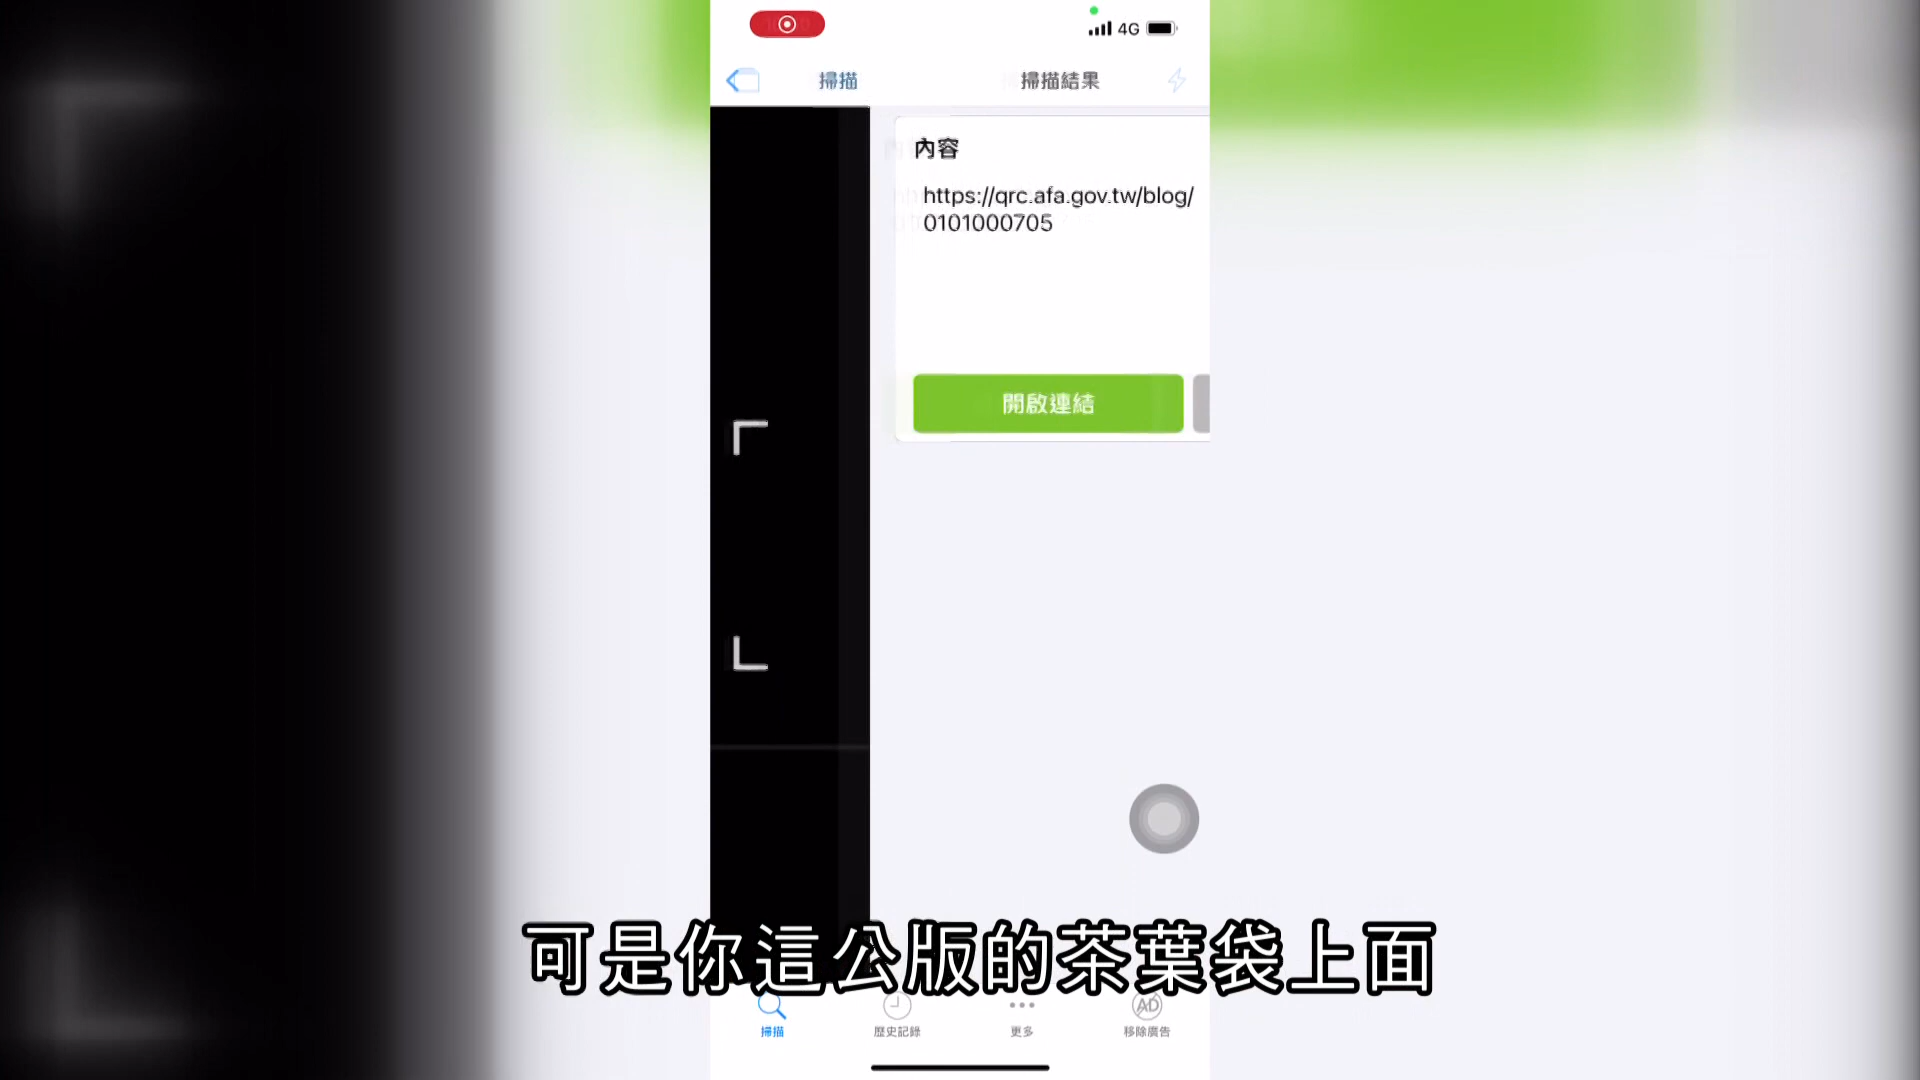 4G
掃描
掃描結果
內容
https://qrc.afa.gov.tw/blog/
0101000705
開啟連結
可是你這公版的茶葉袋上面
掃描
歷史記錄
更多
AD
移除廣告